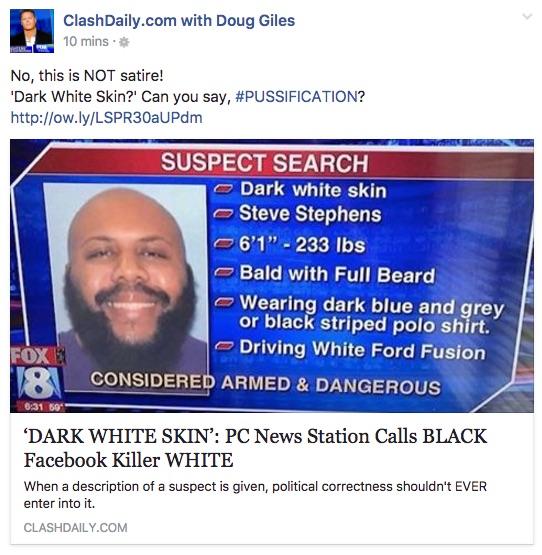 ClashDaily.com with Doug Giles
10 mins ·
No, this is NOT satire!
'Dark White Skin?' Can you say, #PUSSIFICATION?
http://ow.ly/LSPR30aUPdm
SUSPECT SEARCH
Dark white skin
Steve Stephens
6'1” - 233 lbs
Bald with Full Beard
Wearing dark blue and grey
or black striped polo shirt.
Driving White Ford Fusion
FOX
8
CONSIDERED ARMED & DANGEROUS
6:31 59°
‘DARK WHITE SKIN’: PC News Station Calls BLACK
Facebook Killer WHITE
When a description of a suspect is given, political correctness shouldn't EVER
enter into it.
CLASHDAILY.COM